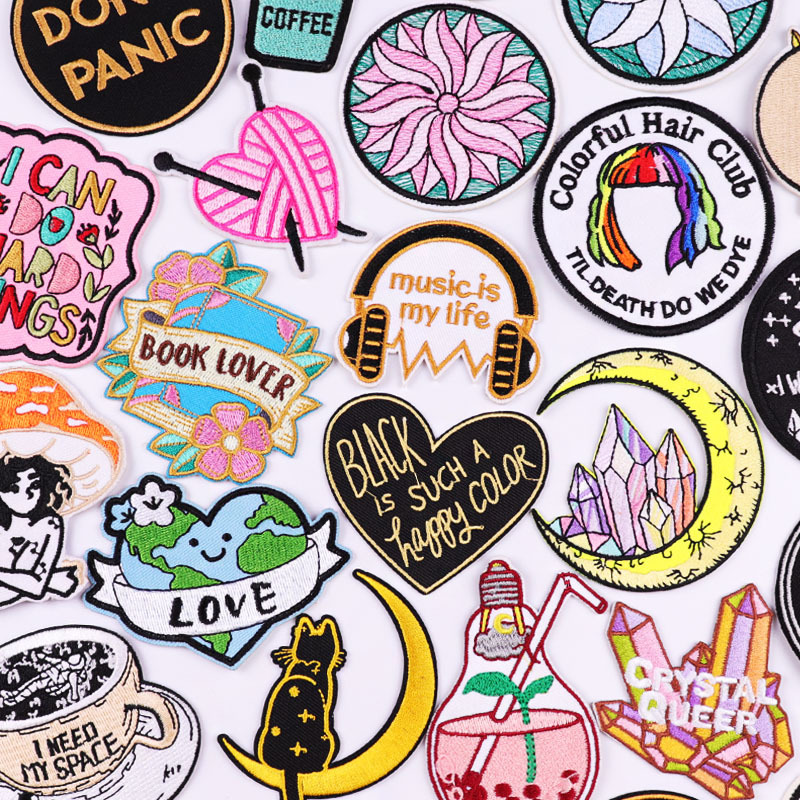 DON'T
PANIC
COFFEE
I CAN
DO
HARD
THINGS
Colorful Hair Club
TIL DEATH DO WE DYE
music is
my life
BOOK LOVER
BLACK
IS SUCH A
happy COLOR
LOVE
I NEED
MY SPACE
CRYSTAL
QUEER